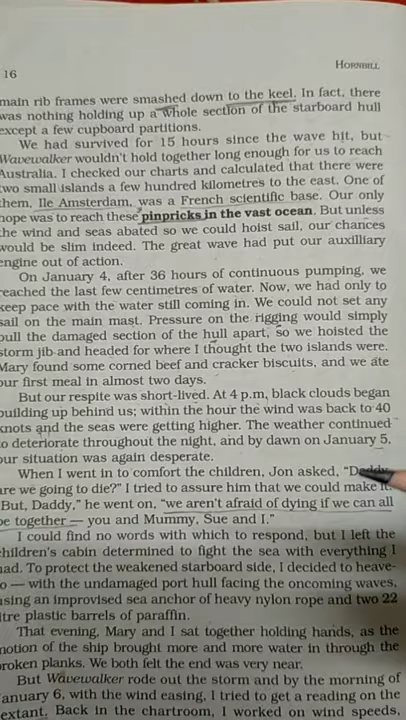 16
HORNBILL
main rib frames were smashed down to the keel. In fact, there
was nothing holding up a whole section of the starboard hull
except a few cupboard partitions.
We had survived for 15 hours since the wave hit, but
Wavewalker wouldn't hold together long enough for us to reach
Australia. I checked our charts and calculated that there were
two small islands a few hundred kilometres to the east. One of
them, Ile Amsterdam, was a French scientific base. Our only
hope was to reach these pinpricks in the vast ocean. But unless
the wind and seas abated so we could hoist sail, our chances
would be slim indeed. The great wave had put our auxilliary
engine out of action.
On January 4, after 36 hours of continuous pumping, we
reached the last few centimetres of water. Now, we had only to
keep pace with the water still coming in. We could not set any
sail on the main mast. Pressure on the rigging would simply
pull the damaged section of the hull apart, so we hoisted the
storm jib and headed for where I thought the two islands were.
Mary found some corned beef and cracker biscuits, and we ate
our first meal in almost two days.
But our respite was short-lived. At 4 p.m, black clouds began
building up behind us; within the hour the wind was back to 40
knots and the seas were getting higher. The weather continued
to deteriorate throughout the night, and by dawn on January 5,
our situation was again desperate.
When I went in to comfort the children, Jon asked, “Daddy
are we going to die?” I tried to assure him that we could make it.
“But, Daddy,” he went on, “we aren't afraid of dying if we can all
be together — you and Mummy, Sue and I.”
I could find no words with which to respond, but I left the
children's cabin determined to fight the sea with everything I
had. To protect the weakened starboard side, I decided to heave-
to — with the undamaged port hull facing the oncoming waves,
using an improvised sea anchor of heavy nylon rope and two 22
litre plastic barrels of paraffin.
That evening, Mary and I sat together holding hands, as the
motion of the ship brought more and more water in through the
broken planks. We both felt the end was very near.
But Wavewalker rode out the storm and by the morning of
January 6, with the wind easing, I tried to get a reading on the
sextant. Back in the chartroom, I worked on wind speeds,